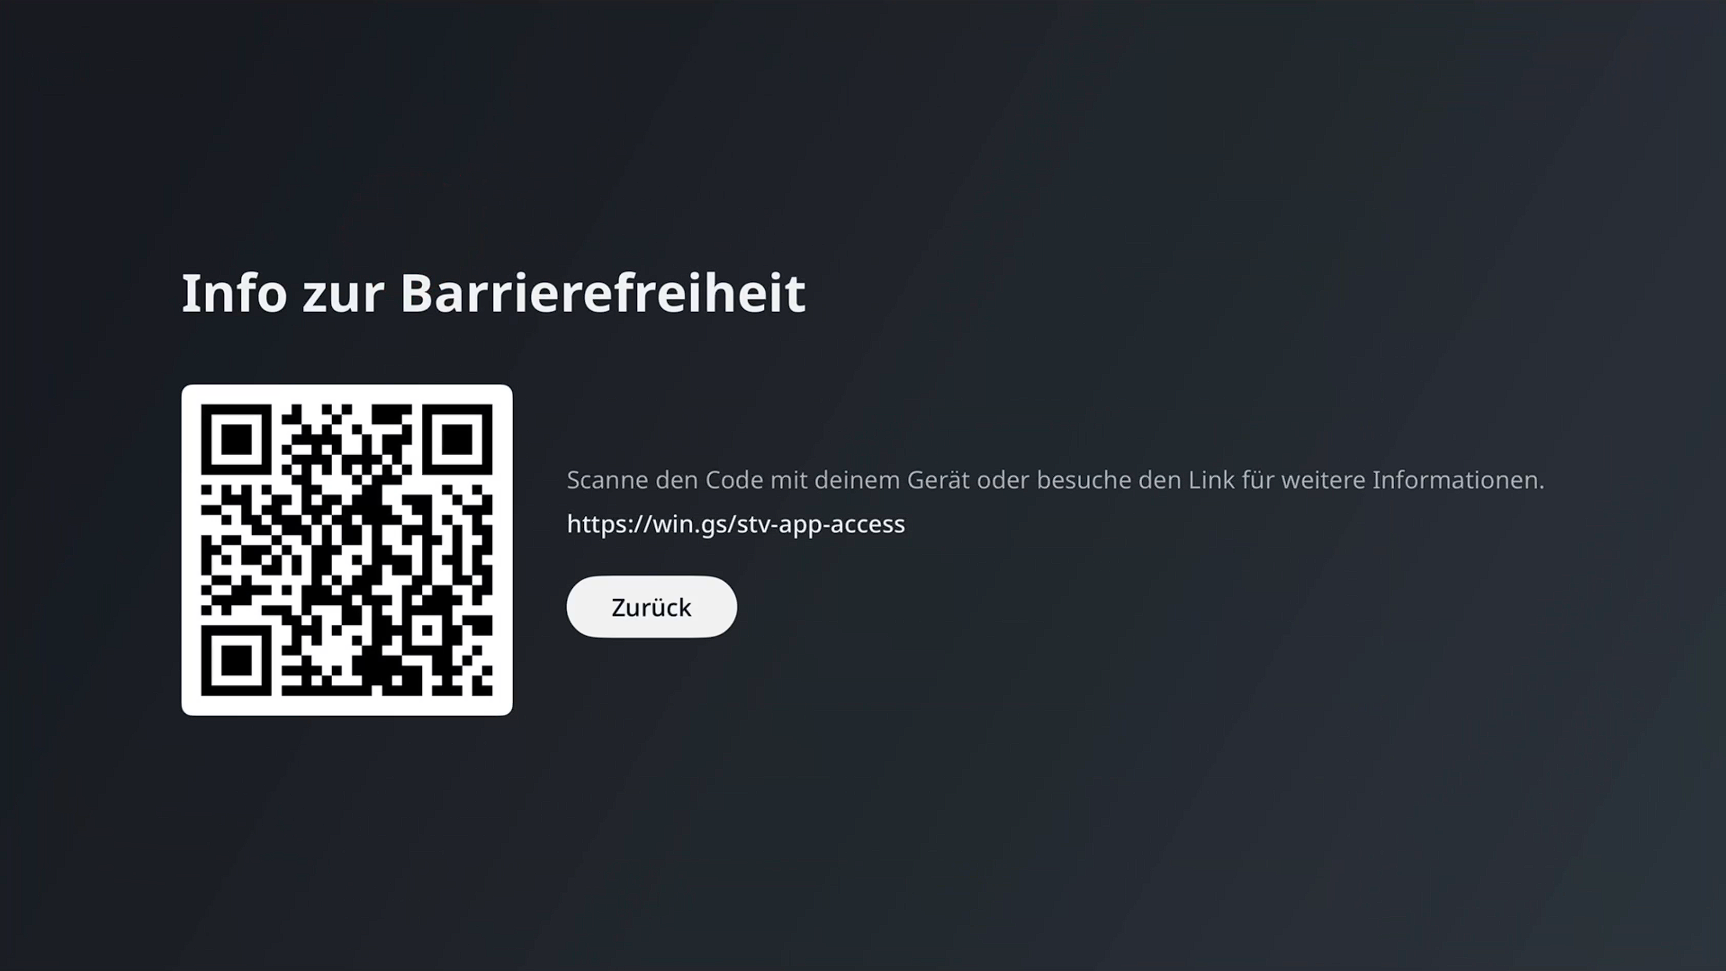 Info zur Barrierefreiheit
Scanne den Code mit deinem Gerät oder besuche den Link für weitere Informationen.
https://win.gs/stv-app-access
Zurück